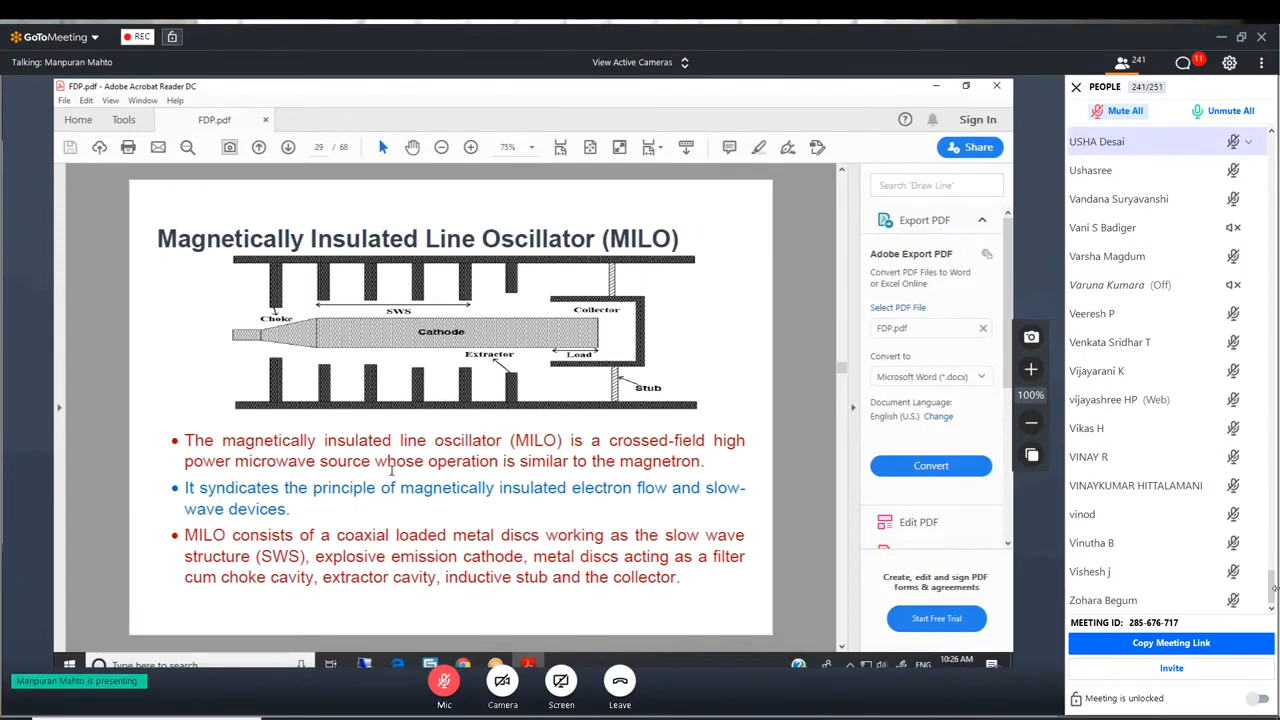 GoToMeeting
REC
Talking: Manpuran Mahto
View Active Cameras
241
11
FDP.pdf - Adobe Acrobat Reader DC
File Edit View Window Help
Home Tools FDP.pdf ×
Sign In
29 / 68
75%
Share
Magnetically Insulated Line Oscillator (MILO)
SWS
Choke
Cathode
Collector
Extractor
Load
Stub
• The magnetically insulated line oscillator (MILO) is a crossed-field high
power microwave source whose operation is similar to the magnetron.
• It syndicates the principle of magnetically insulated electron flow and slow-
wave devices.
• MILO consists of a coaxial loaded metal discs working as the slow wave
structure (SWS), explosive emission cathode, metal discs acting as a filter
cum choke cavity, extractor cavity, inductive stub and the collector.
Search 'Draw Line'
Export PDF
Adobe Export PDF
Convert PDF Files to Word
or Excel Online
Select PDF File
FDP.pdf
Convert to
Microsoft Word (*.docx)
Document Language:
English (U.S.) Change
Convert
Edit PDF
Create, edit and sign PDF
forms & agreements
Start Free Trial
100%
Type here to search
ENG
10:26 AM
Manpuran Mahto is presenting
Mic
Camera
Screen
Leave
PEOPLE 241/251
Mute All
Unmute All
USHA Desai
Ushasree
Vandana Suryavanshi
Vani S Badiger
Varsha Magdum
Varuna Kumara (Off)
Veeresh P
Venkata Sridhar T
Vijayarani K
vijayashree HP (Web)
Vikas H
VINAY R
VINAYKUMAR HITTALAMANI
vinod
Vinutha B
Vishesh j
Zohara Begum
MEETING ID: 285-676-717
Copy Meeting Link
Invite
Meeting is unlocked